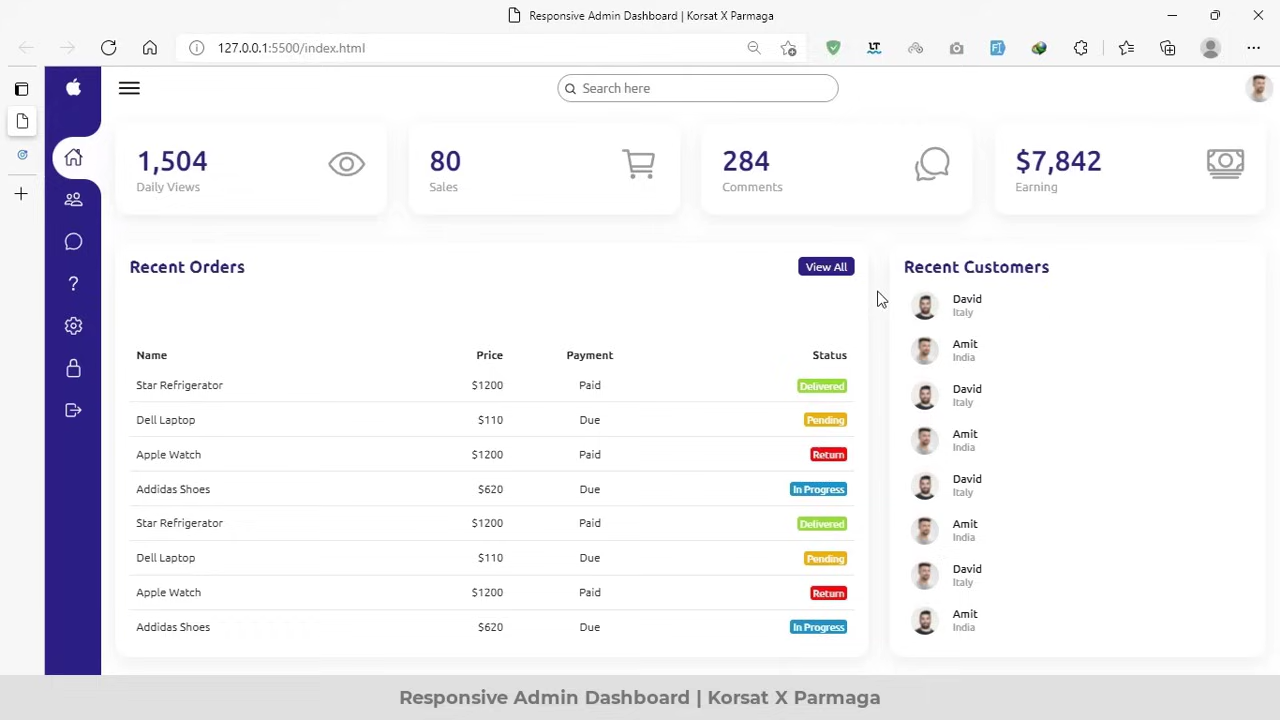 Responsive Admin Dashboard | Korsat X Parmaga
127.0.0.1:5500/index.html
Search here
1,504
Daily Views
80
Sales
284
Comments
$7,842
Earning
Recent Orders
View All
Name Price Payment Status
Star Refrigerator $1200 Paid Delivered
Dell Laptop $110 Due Pending
Apple Watch $1200 Paid Return
Addidas Shoes $620 Due In Progress
Star Refrigerator $1200 Paid Delivered
Dell Laptop $110 Due Pending
Apple Watch $1200 Paid Return
Addidas Shoes $620 Due In Progress
Recent Customers
David
Italy
Amit
India
David
Italy
Amit
India
David
Italy
Amit
India
David
Italy
Amit
India
Responsive Admin Dashboard | Korsat X Parmaga